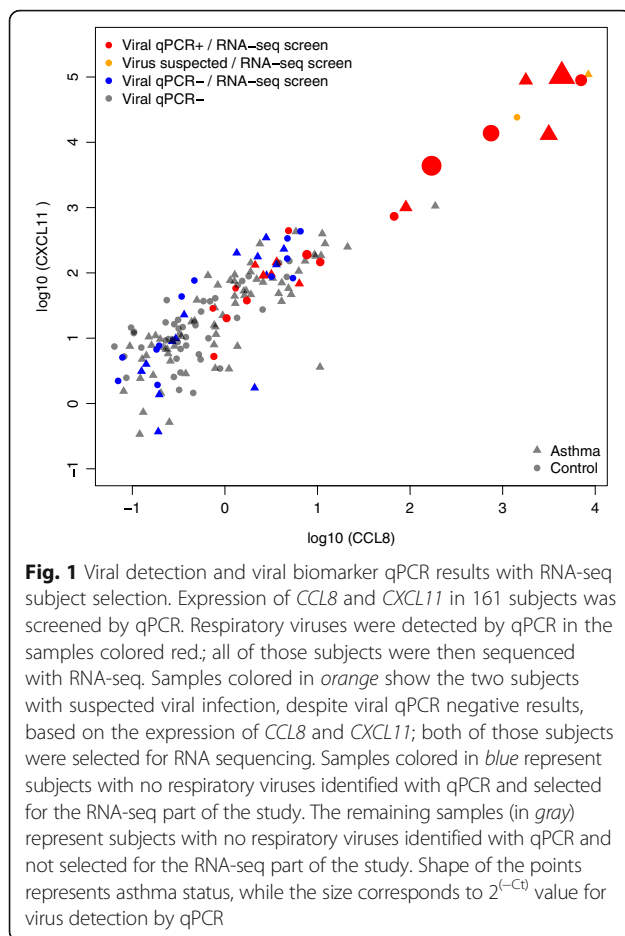 Viral qPCR+ / RNA−seq screen
Virus suspected / RNA−seq screen
Viral qPCR− / RNA−seq screen
Viral qPCR−
5
4
3
2
1
0
−1
log10 (CXCL11)
Asthma
Control
−1 0 1 2 3 4
log10 (CCL8)
Fig. 1 Viral detection and viral biomarker qPCR results with RNA-seq
subject selection. Expression of CCL8 and CXCL11 in 161 subjects was
screened by qPCR. Respiratory viruses were detected by qPCR in the
samples colored red.; all of those subjects were then sequenced
with RNA-seq. Samples colored in orange show the two subjects
with suspected viral infection, despite viral qPCR negative results,
based on the expression of CCL8 and CXCL11; both of those subjects
were selected for RNA sequencing. Samples colored in blue represent
subjects with no respiratory viruses identified with qPCR and selected
for the RNA-seq part of the study. The remaining samples (in gray)
represent subjects with no respiratory viruses identified with qPCR and
not selected for the RNA-seq part of the study. Shape of the points
represents asthma status, while the size corresponds to 2^(−Ct) value for
virus detection by qPCR